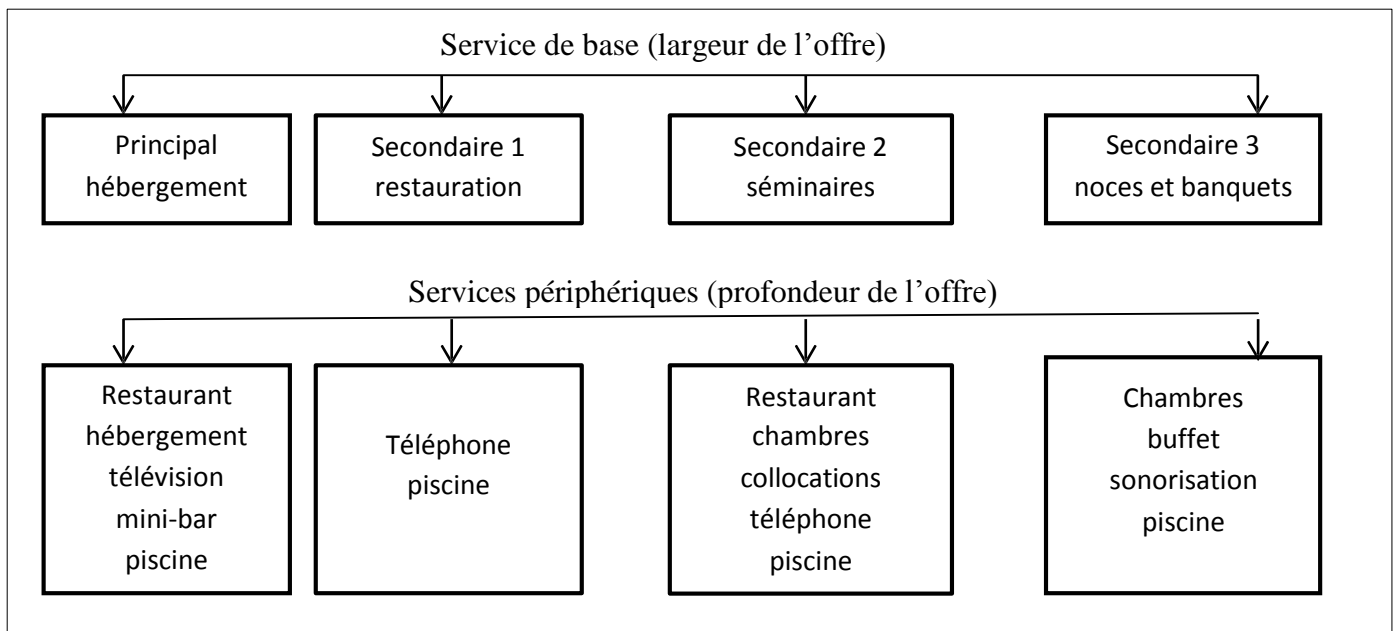 Service de base (largeur de l’offre)
Principal
hébergement
Secondaire 1
restauration
Secondaire 2
séminaires
Secondaire 3
noces et banquets
Services périphériques (profondeur de l’offre)
Restaurant
hébergement
télévision
mini-bar
piscine
Téléphone
piscine
Restaurant
chambres
collocations
téléphone
piscine
Chambres
buffet
sonorisation
piscine